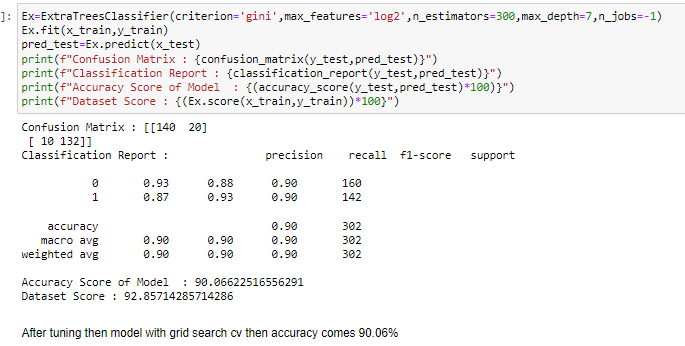 ]: Ex=ExtraTreesClassifier(criterion='gini',max_features='log2',n_estimators=300,max_depth=7,n_jobs=-1)
Ex.fit(x_train,y_train)
pred_test=Ex.predict(x_test)
print(f"Confusion Matrix : {confusion_matrix(y_test,pred_test)}")
print(f"Classification Report : {classification_report(y_test,pred_test)}")
print(f"Accuracy Score of Model  : {(accuracy_score(y_test,pred_test)*100)}")
print(f"Dataset Score : {(Ex.score(x_train,y_train))*100}")
Confusion Matrix : [[140  20]
 [ 10 132]]
Classification Report :               precision    recall  f1-score   support
0       0.93      0.88      0.90       160
1       0.87      0.93      0.90       142
accuracy                           0.90       302
macro avg       0.90      0.90      0.90       302
weighted avg       0.90      0.90      0.90       302
Accuracy Score of Model  : 90.06622516556291
Dataset Score : 92.85714285714286
After tuning then model with grid search cv then accuracy comes 90.06%